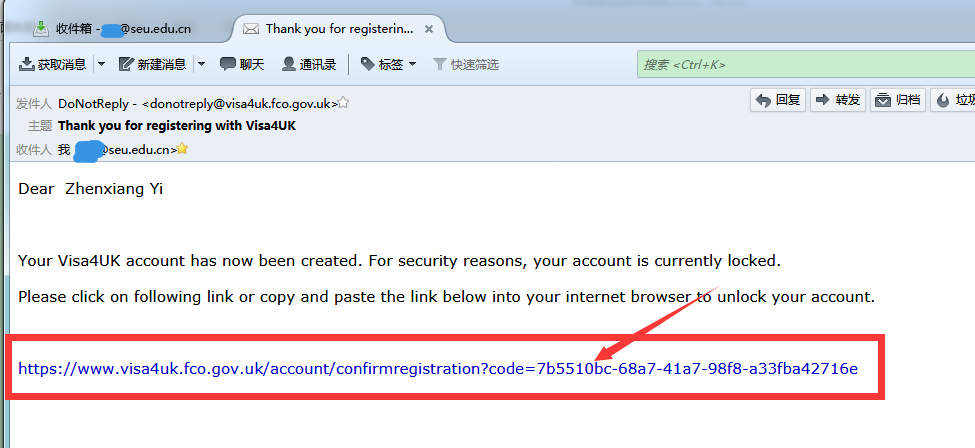 收件箱 - @seu.edu.cn
Thank you for registerin...
获取消息 新建消息 聊天 通讯录 标签 快速筛选 搜索 <Ctrl+K>
发件人 DoNotReply - <donotreply@visa4uk.fco.gov.uk> 回复 转发 归档
主题 Thank you for registering with Visa4UK
收件人 我 @seu.edu.cn>
Dear Zhenxiang Yi
Your Visa4UK account has now been created. For security reasons, your account is currently locked.
Please click on following link or copy and paste the link below into your internet browser to unlock your account.
https://www.visa4uk.fco.gov.uk/account/confirmregistration?code=7b5510bc-68a7-41a7-98f8-a33fba42716e